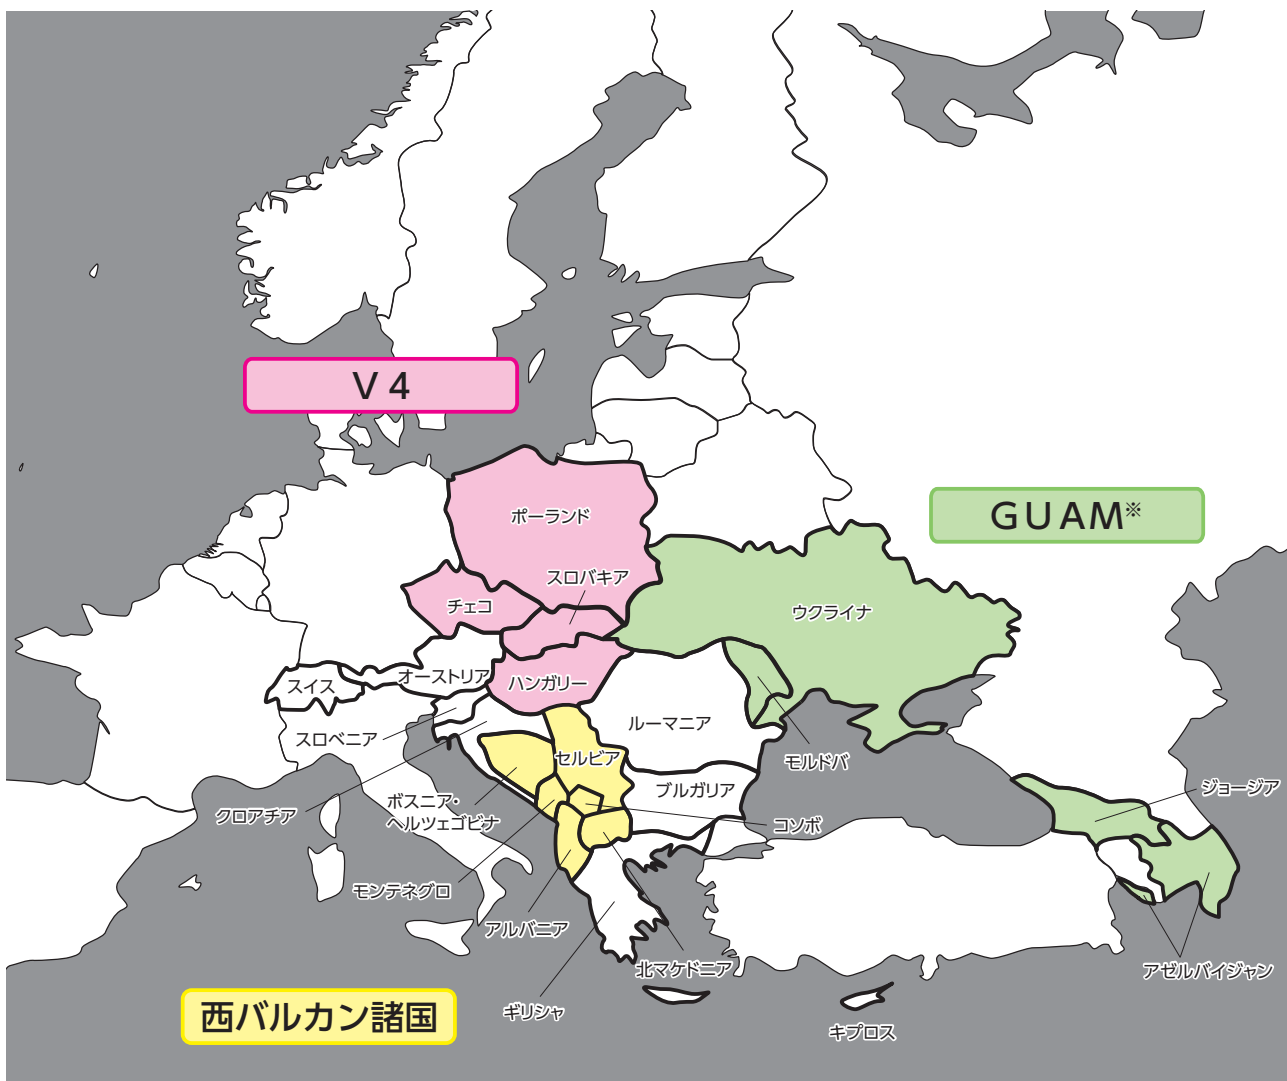 V 4
GUAM※
ポーランド
スロバキア
チェコ
ウクライナ
オーストリア
スイス
ハンガリー
ルーマニア
スロベニア
セルビア
モルドバ
ブルガリア
ジョージア
ボスニア・
ヘルツェゴビナ
クロアチア
コソボ
モンテネグロ
アルバニア
北マケドニア
アゼルバイジャン
西バルカン諸国
ギリシャ
キプロス